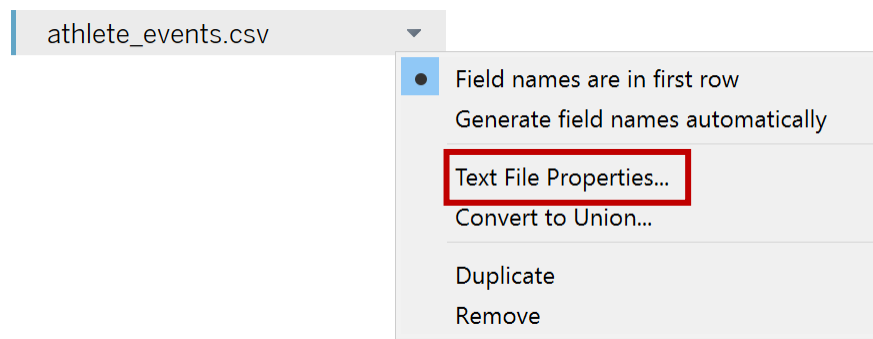 athlete_events.csv
Field names are in first row
Generate field names automatically
Text File Properties...
Convert to Union...
Duplicate
Remove